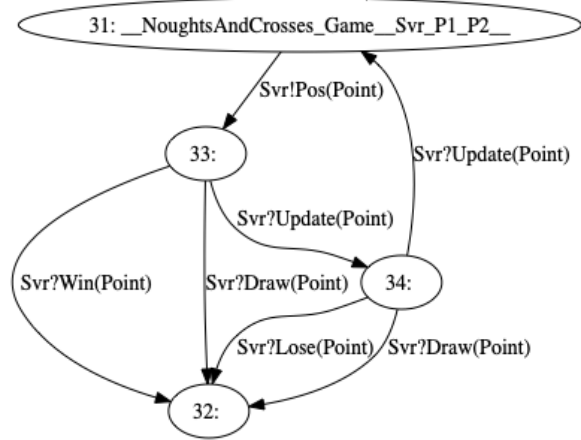 31: __NoughtsAndCrosses_Game__Svr_P1_P2__
Svr!Pos(Point)
33:
Svr?Update(Point)
Svr?Update(Point)
Svr?Win(Point)
Svr?Draw(Point)
34:
Svr?Lose(Point)
Svr?Draw(Point)
32: